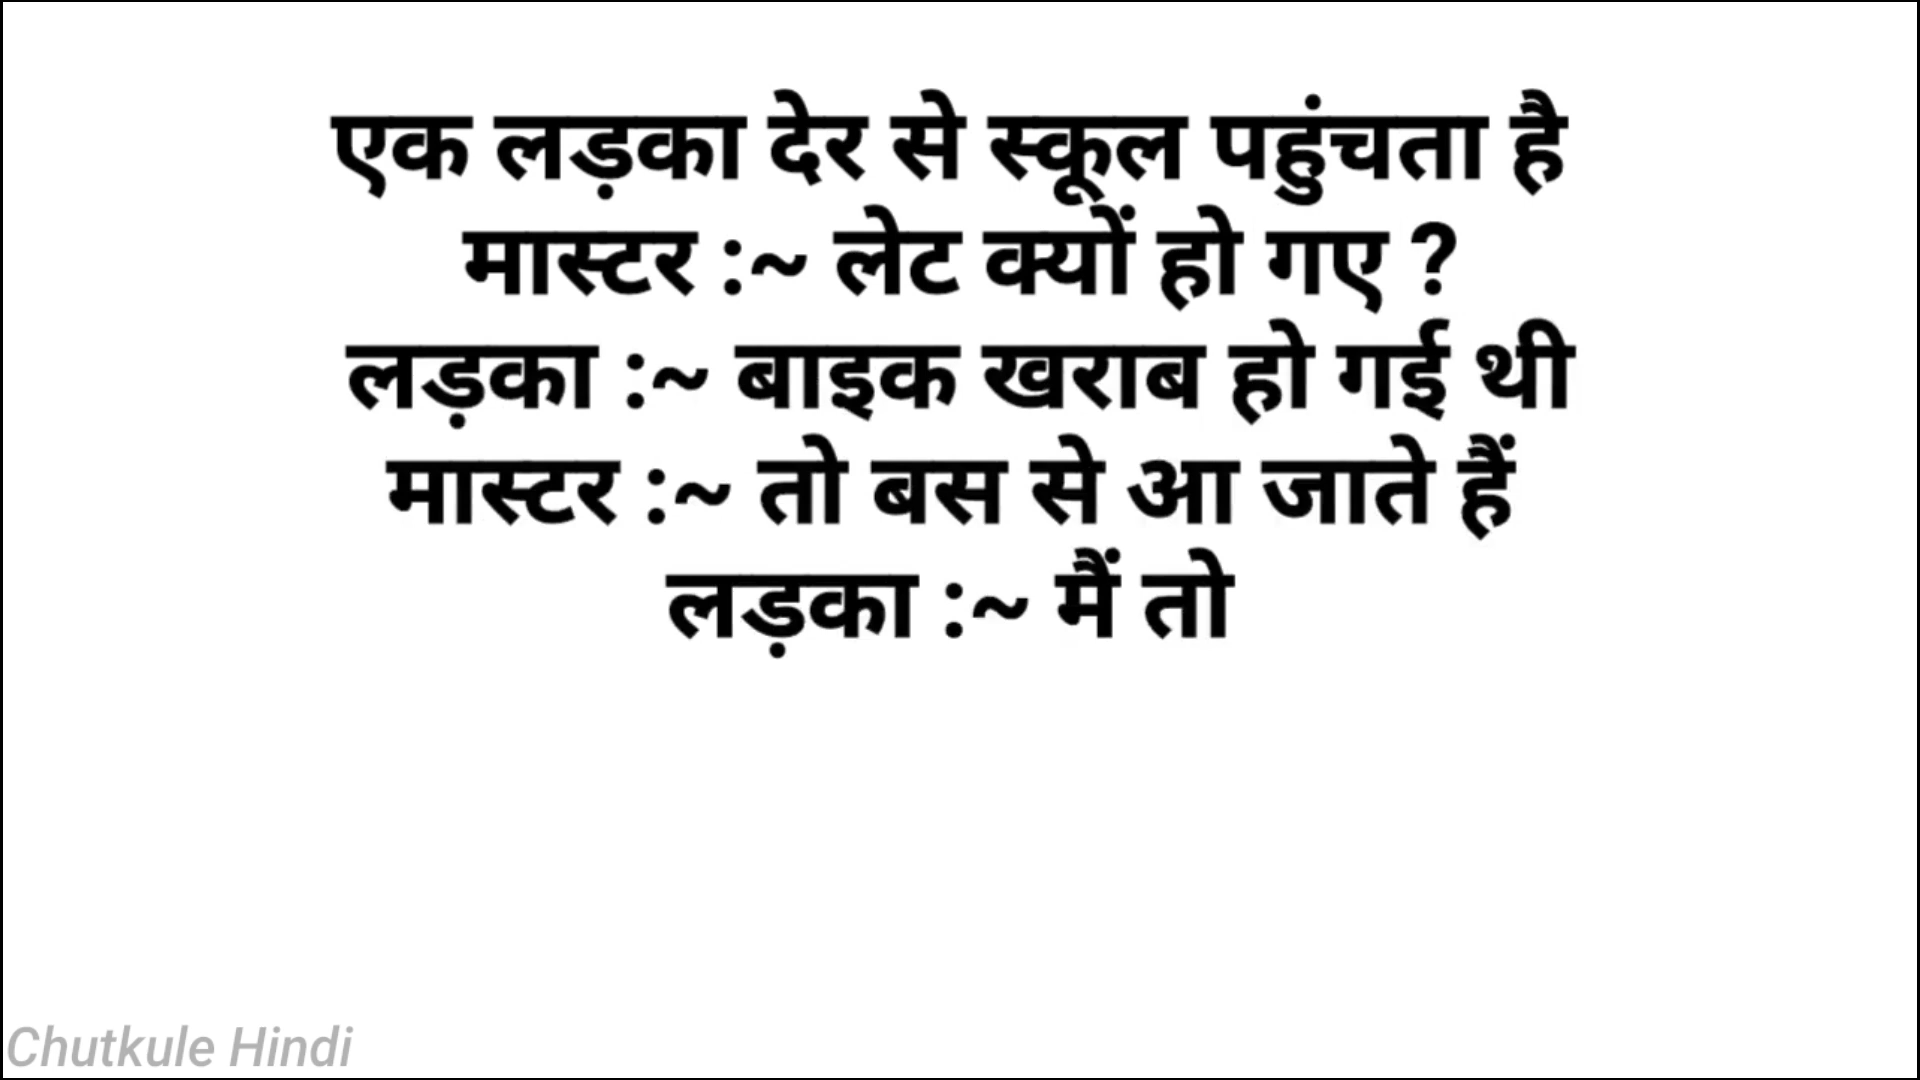 एक लड़का देर से स्कूल पहुंचता है
मास्टर :~ लेट क्यों हो गए ?
लड़का :~ बाइक खराब हो गई थी
मास्टर :~ तो बस से आ जाते हैं
लड़का :~ मैं तो
Chutkule Hindi